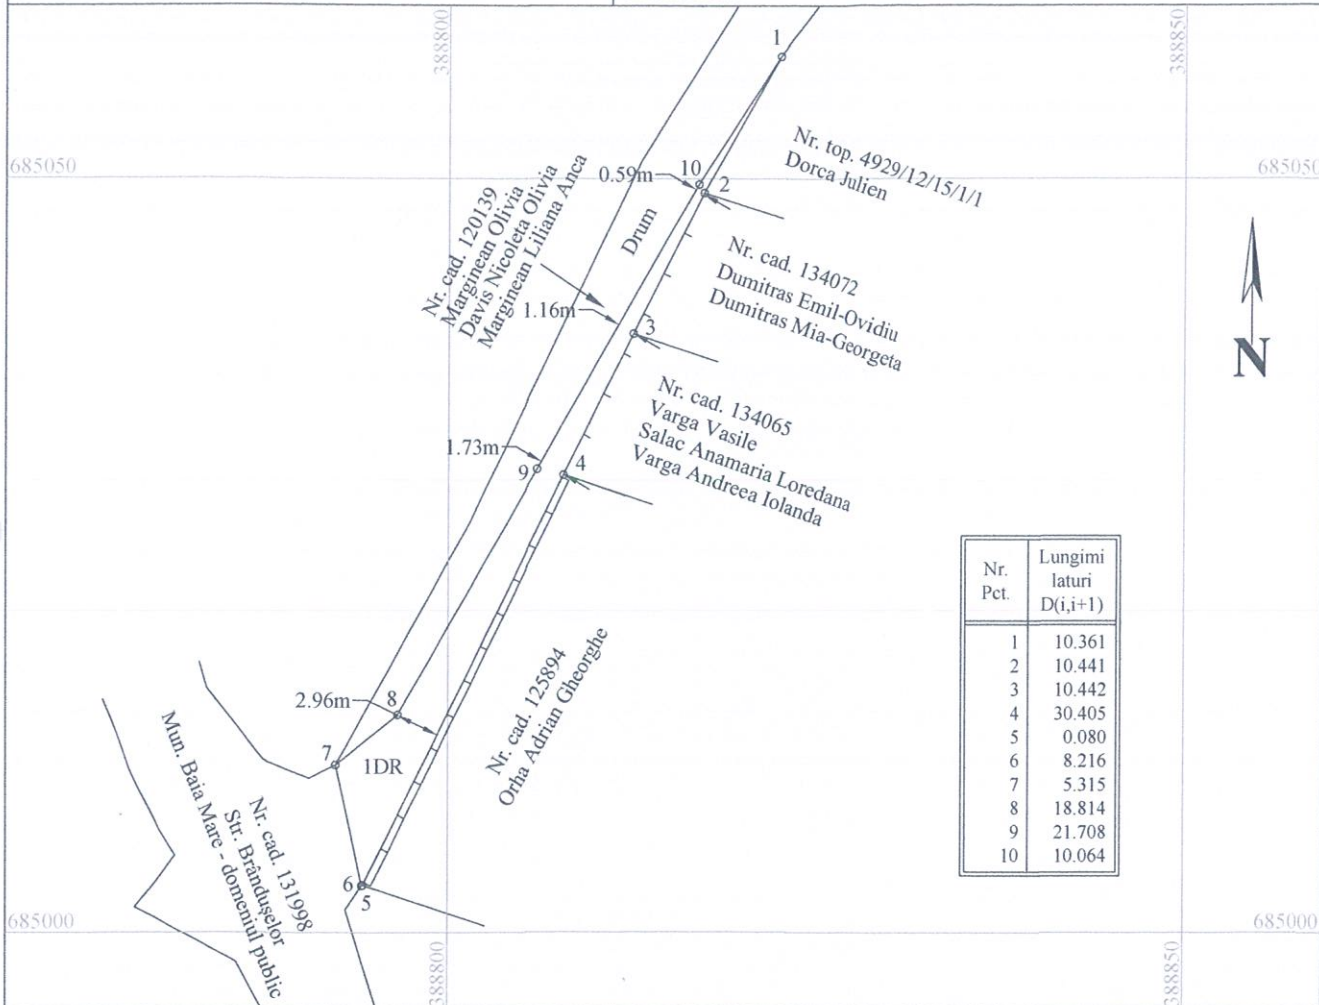 388800
388850
1
685050
685050
Nr. top. 4929/12/15/1/1
Dorca Julien
10
0.59m
2
Nr. cad. 120139
Marginean Olivia
Davis Nicoleta Olivia
Marginean Liliana Anca
Drum
Nr. cad. 134072
Dumitras Emil-Ovidiu
Dumitras Mia-Georgeta
1.16m
3
N
Nr. cad. 134065
Varga Vasile
Salac Anamaria Loredana
Varga Andreea Iolanda
1.73m
9
4
Nr. Pct.
Lungimi laturi D(i,i+1)
1 10.361
2 10.441
3 10.442
4 30.405
5 0.080
6 8.216
7 5.315
8 18.814
9 21.708
10 10.064
Nr. cad. 125894
Orha Adrian Gheorghe
2.96m
8
7
1DR
Nr. cad. 131998
Str. Brândușelor
Mun. Baia Mare - domeniul public
6
5
685000
685000
388800
388850